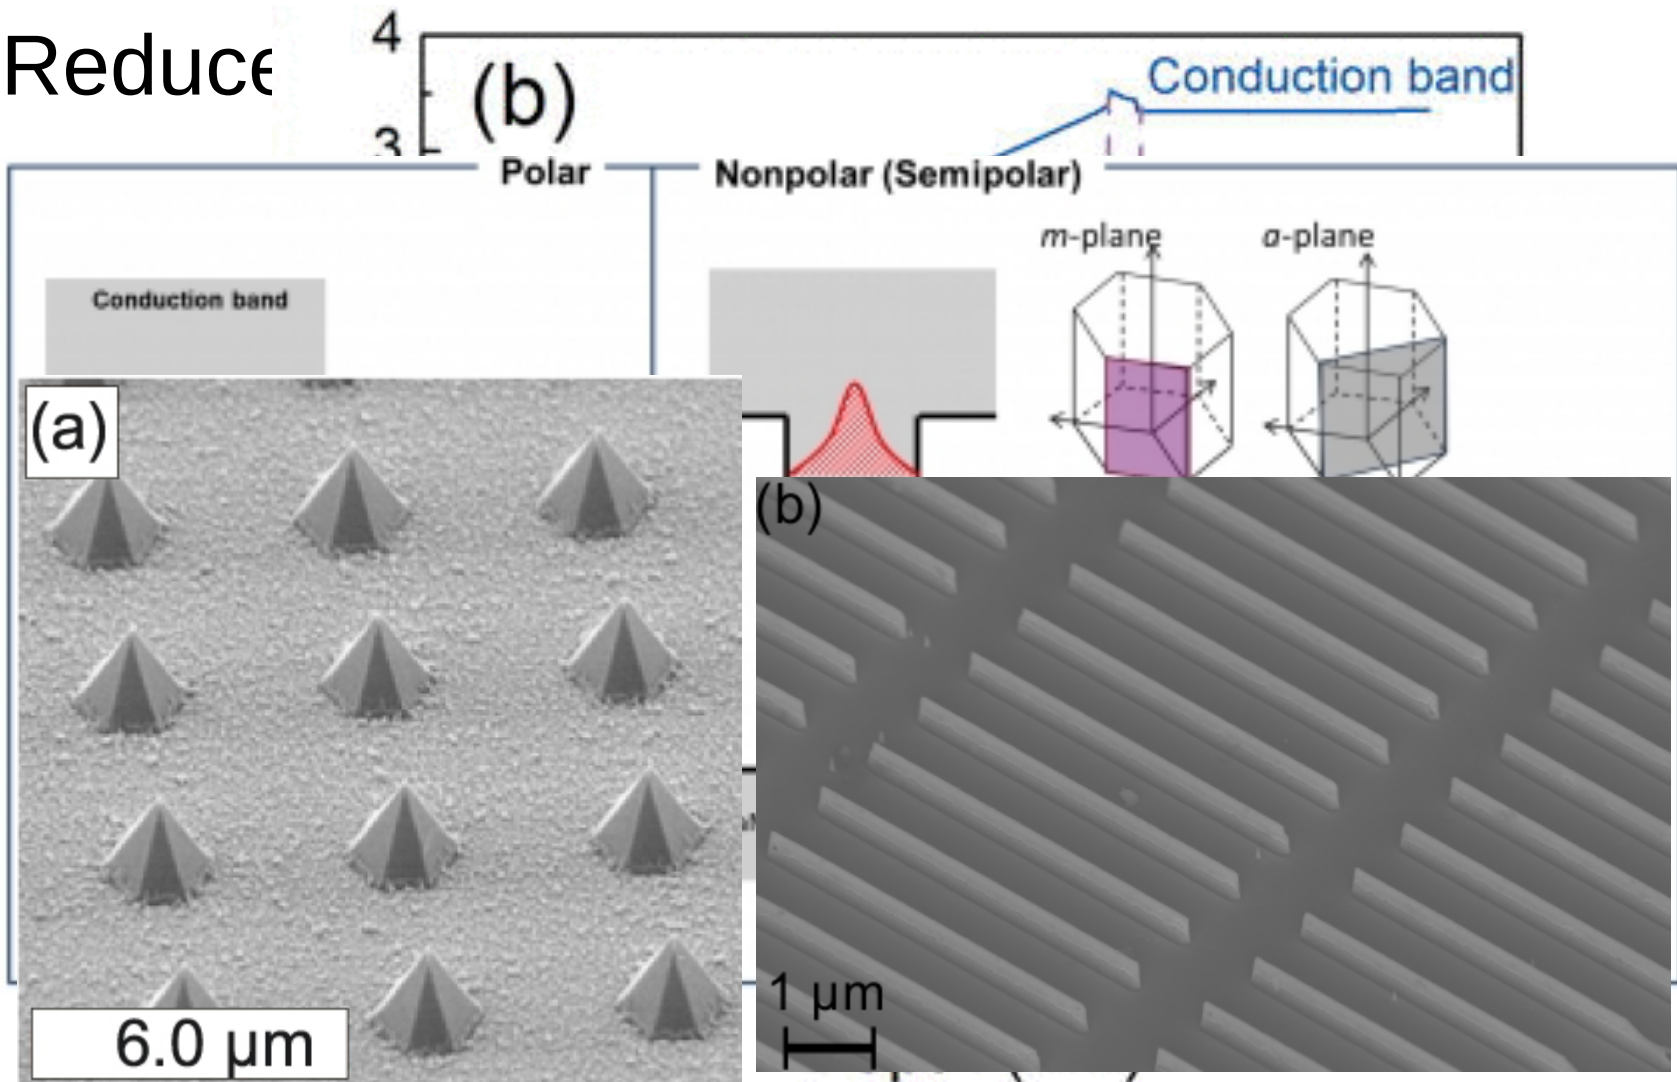 Reduce
4
(b)
Conduction band
3
Polar
Nonpolar (Semipolar)
m-plane
a-plane
Conduction band
(a)
(b)
1 μm
6.0 μm